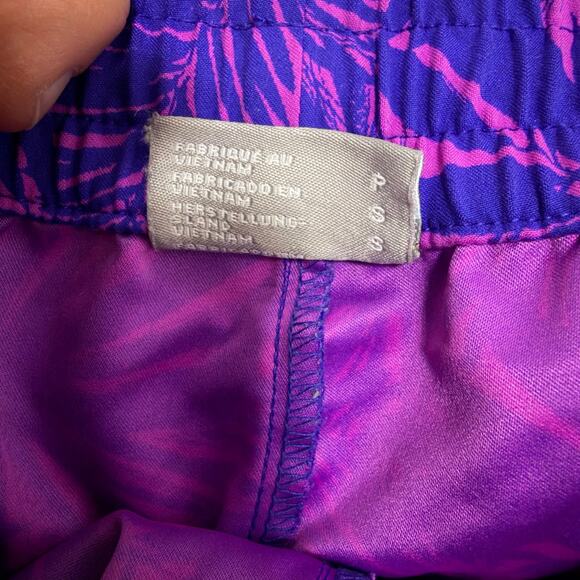 FABRIQUÉ AU
VIETNAM
FABRICADO EN
VIETNAM
HERSTELLUNG-
SLAND
VIETNAM
P
S
S